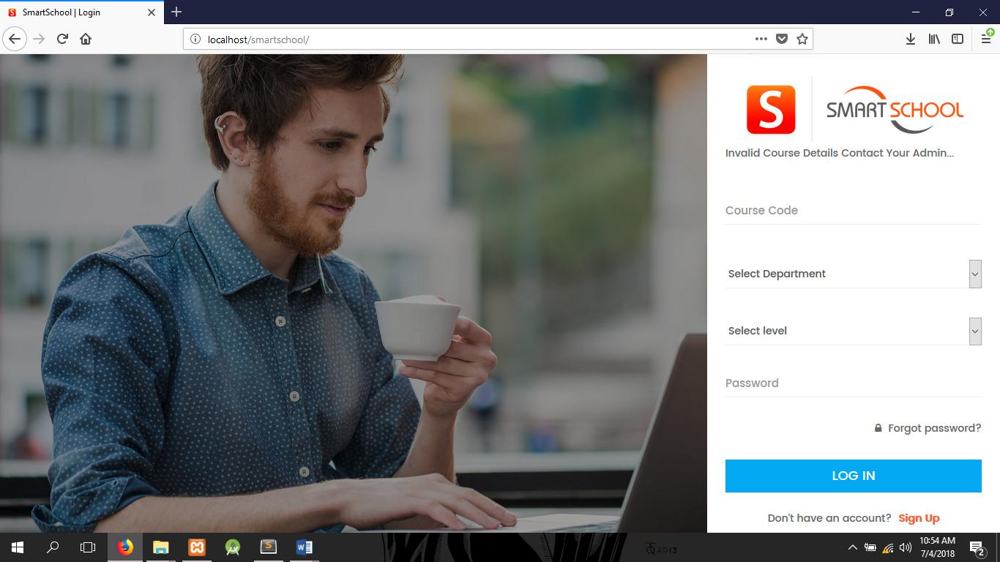 SmartSchool | Login
localhost/smartschool/
S
SMART SCHOOL
Invalid Course Details Contact Your Admin...
Course Code
Select Department
Select level
Password
Forgot password?
LOG IN
Don't have an account? Sign Up
2013
10:54 AM
7/4/2018
2